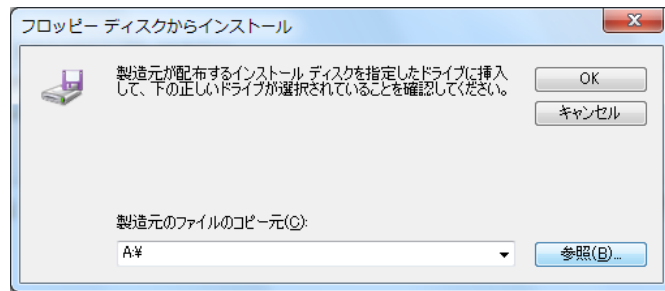 フロッピー ディスクからインストール
製造元が配布するインストール ディスクを指定したドライブに挿入
して、下の正しいドライブが選択されていることを確認してください。
OK
キャンセル
製造元のファイルのコピー元(C):
A:¥
参照(B)...